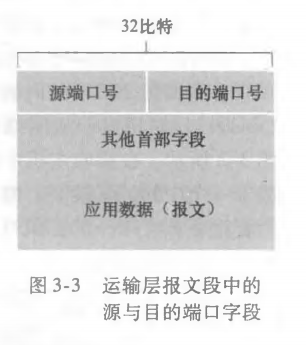 32比特
源端口号 目的端口号
其他首部字段
应用数据（报文）
图 3-3 运输层报文段中的
源与目的端口字段